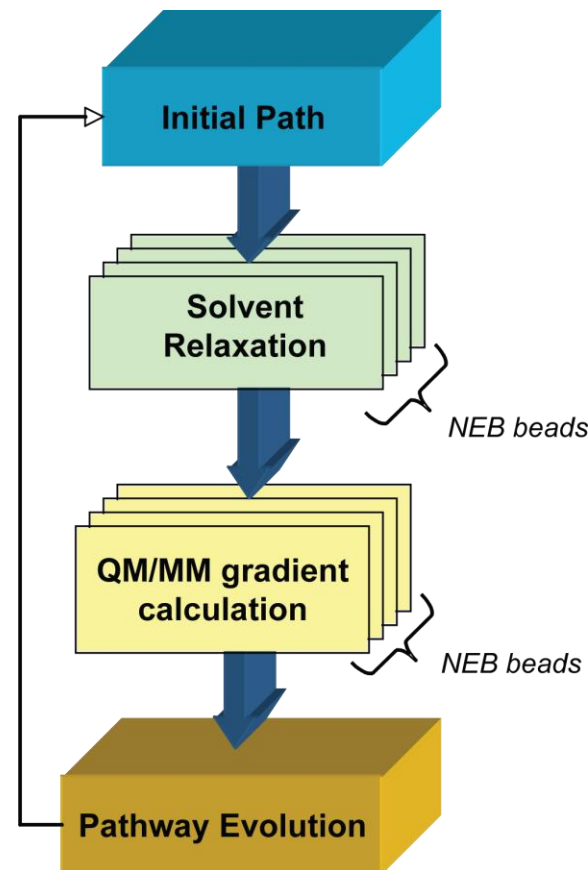 Initial Path
Solvent
Relaxation
NEB beads
QM/MM gradient
calculation
NEB beads
Pathway Evolution